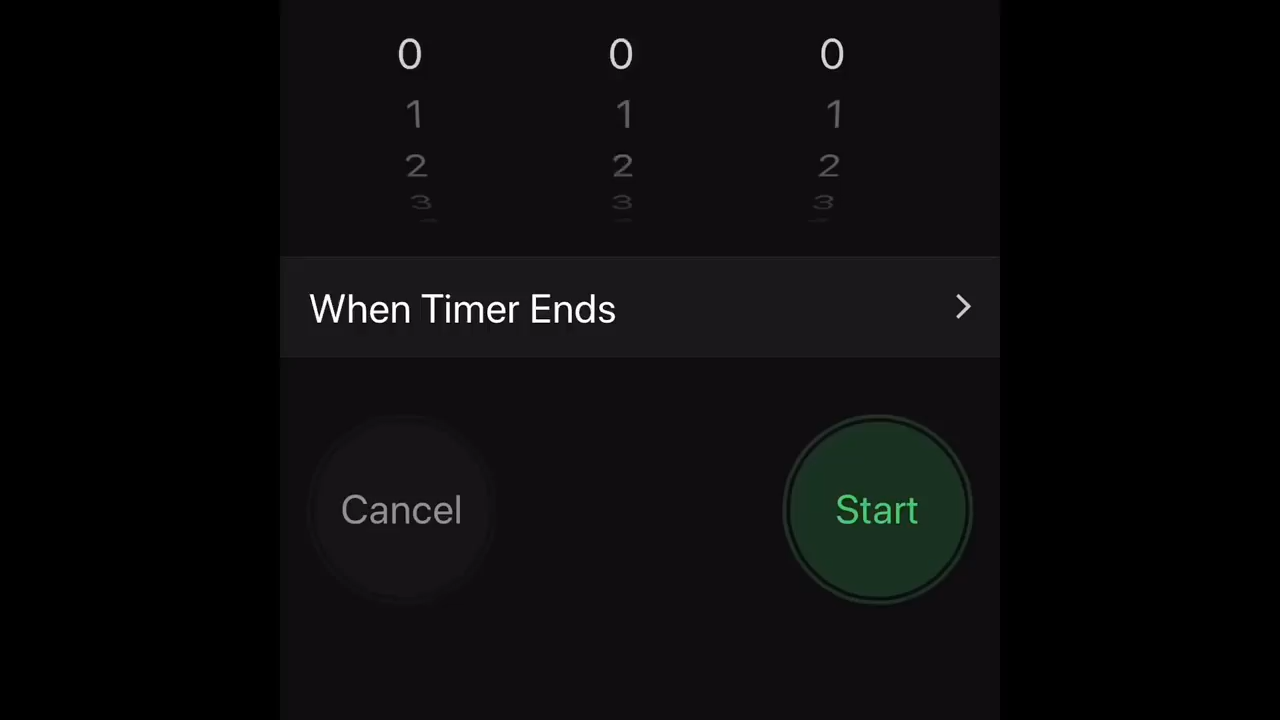 0 0 0
1 1 1
2 2 2
3 3 3
When Timer Ends
Cancel Start